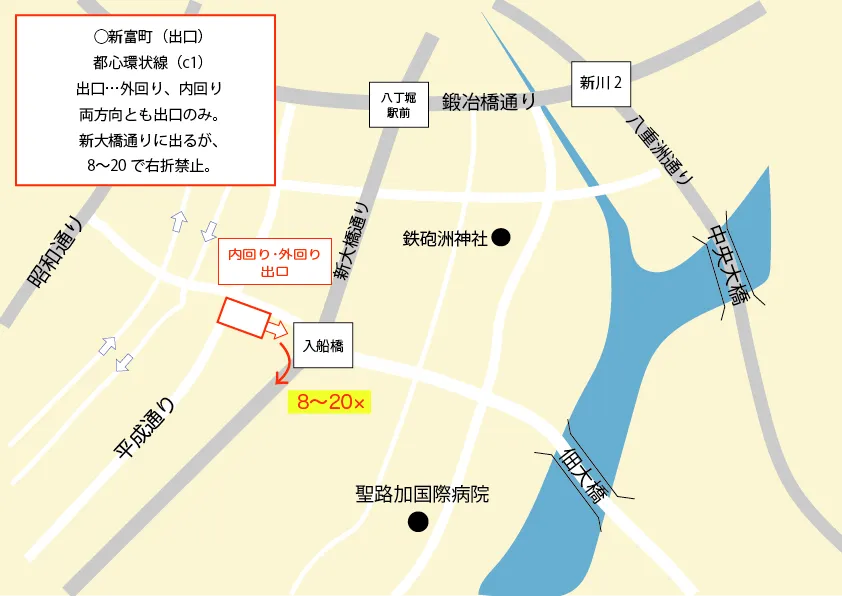 ○新富町（出口）
都心環状線（c1）
出口…外回り、内回り
両方向とも出口のみ。
新大橋通りに出るが、
8〜20で右折禁止。
八丁堀
駅前
鍛冶橋通り
新川2
八重洲通り
昭和通り
新大橋通り
鉄砲洲神社
中央大橋
内回り･外回り
出口
入船橋
8〜20×
平成通り
佃大橋
聖路加国際病院